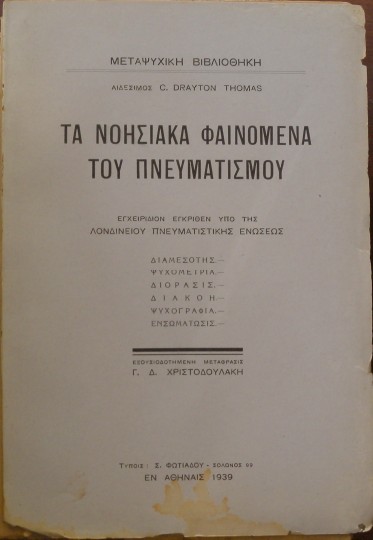 ΜΕΤΑΨΥΧΙΚΗ ΒΙΒΛΙΟΘΗΚΗ
ΑΙΔΕΣΙΜΟΣ C. DRAYTON THOMAS
ΤΑ ΝΟΗΣΙΑΚΑ ΦΑΙΝΟΜΕΝΑ
ΤΟΥ ΠΝΕΥΜΑΤΙΣΜΟΥ
ΕΓΧΕΙΡΙΔΙΟΝ ΕΓΚΡΙΘΕΝ ΥΠΟ ΤΗΣ
ΛΟΝΔΙΝΕΙΟΥ ΠΝΕΥΜΑΤΙΣΤΙΚΗΣ ΕΝΩΣΕΩΣ
ΔΙΑΜΕΣΟΤΗΣ.—
ΨΥΧΟΜΕΤΡΙΑ.—
ΔΙΟΡΑΣΙΣ.—
ΔΙΑΚΟΗ.—
ΨΥΧΟΓΡΑΦΙΑ.—
ΕΝΣΩΜΑΤΩΣΙΣ.—
ΕΞΟΥΣΙΟΔΟΤΗΜΕΝΗ ΜΕΤΑΦΡΑΣΙΣ
Γ. Δ. ΧΡΙΣΤΟΔΟΥΛΑΚΗ
ΤΥΠΟΙΣ: Σ. ΦΩΤΙΑΔΟΥ - ΣΟΛΩΝΟΣ 93
ΕΝ ΑΘΗΝΑΙΣ 1939